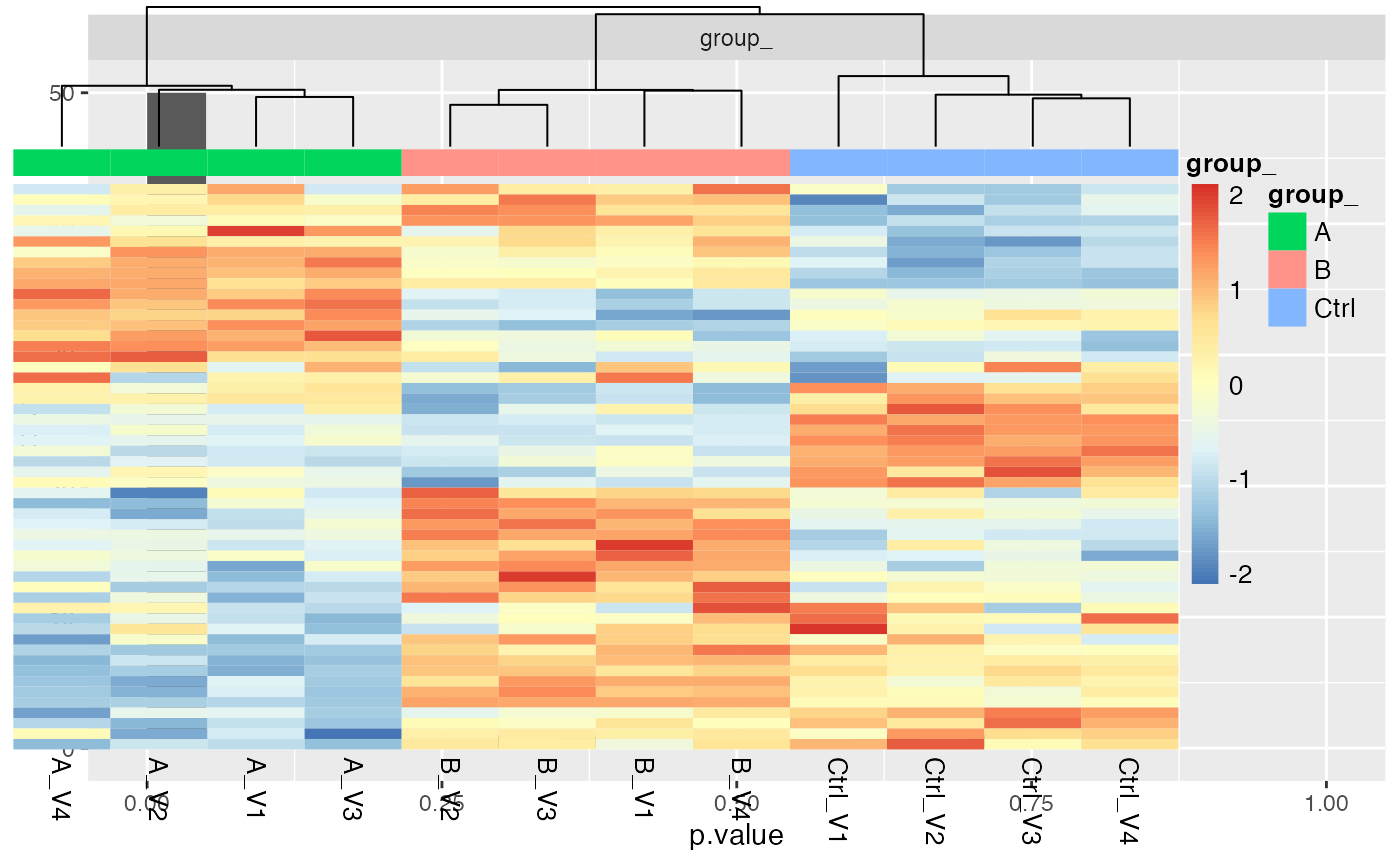 group_
50
group_
2
1
0
-1
-2
group_
A
B
Ctrl
A_V4
A_V2
A_V1
A_V3
B_V2
B_V3
B_V1
B_V4
Ctrl_V1
Ctrl_V2
Ctrl_V3
Ctrl_V4
0.00
0.25
0.50
0.75
1.00
p.value